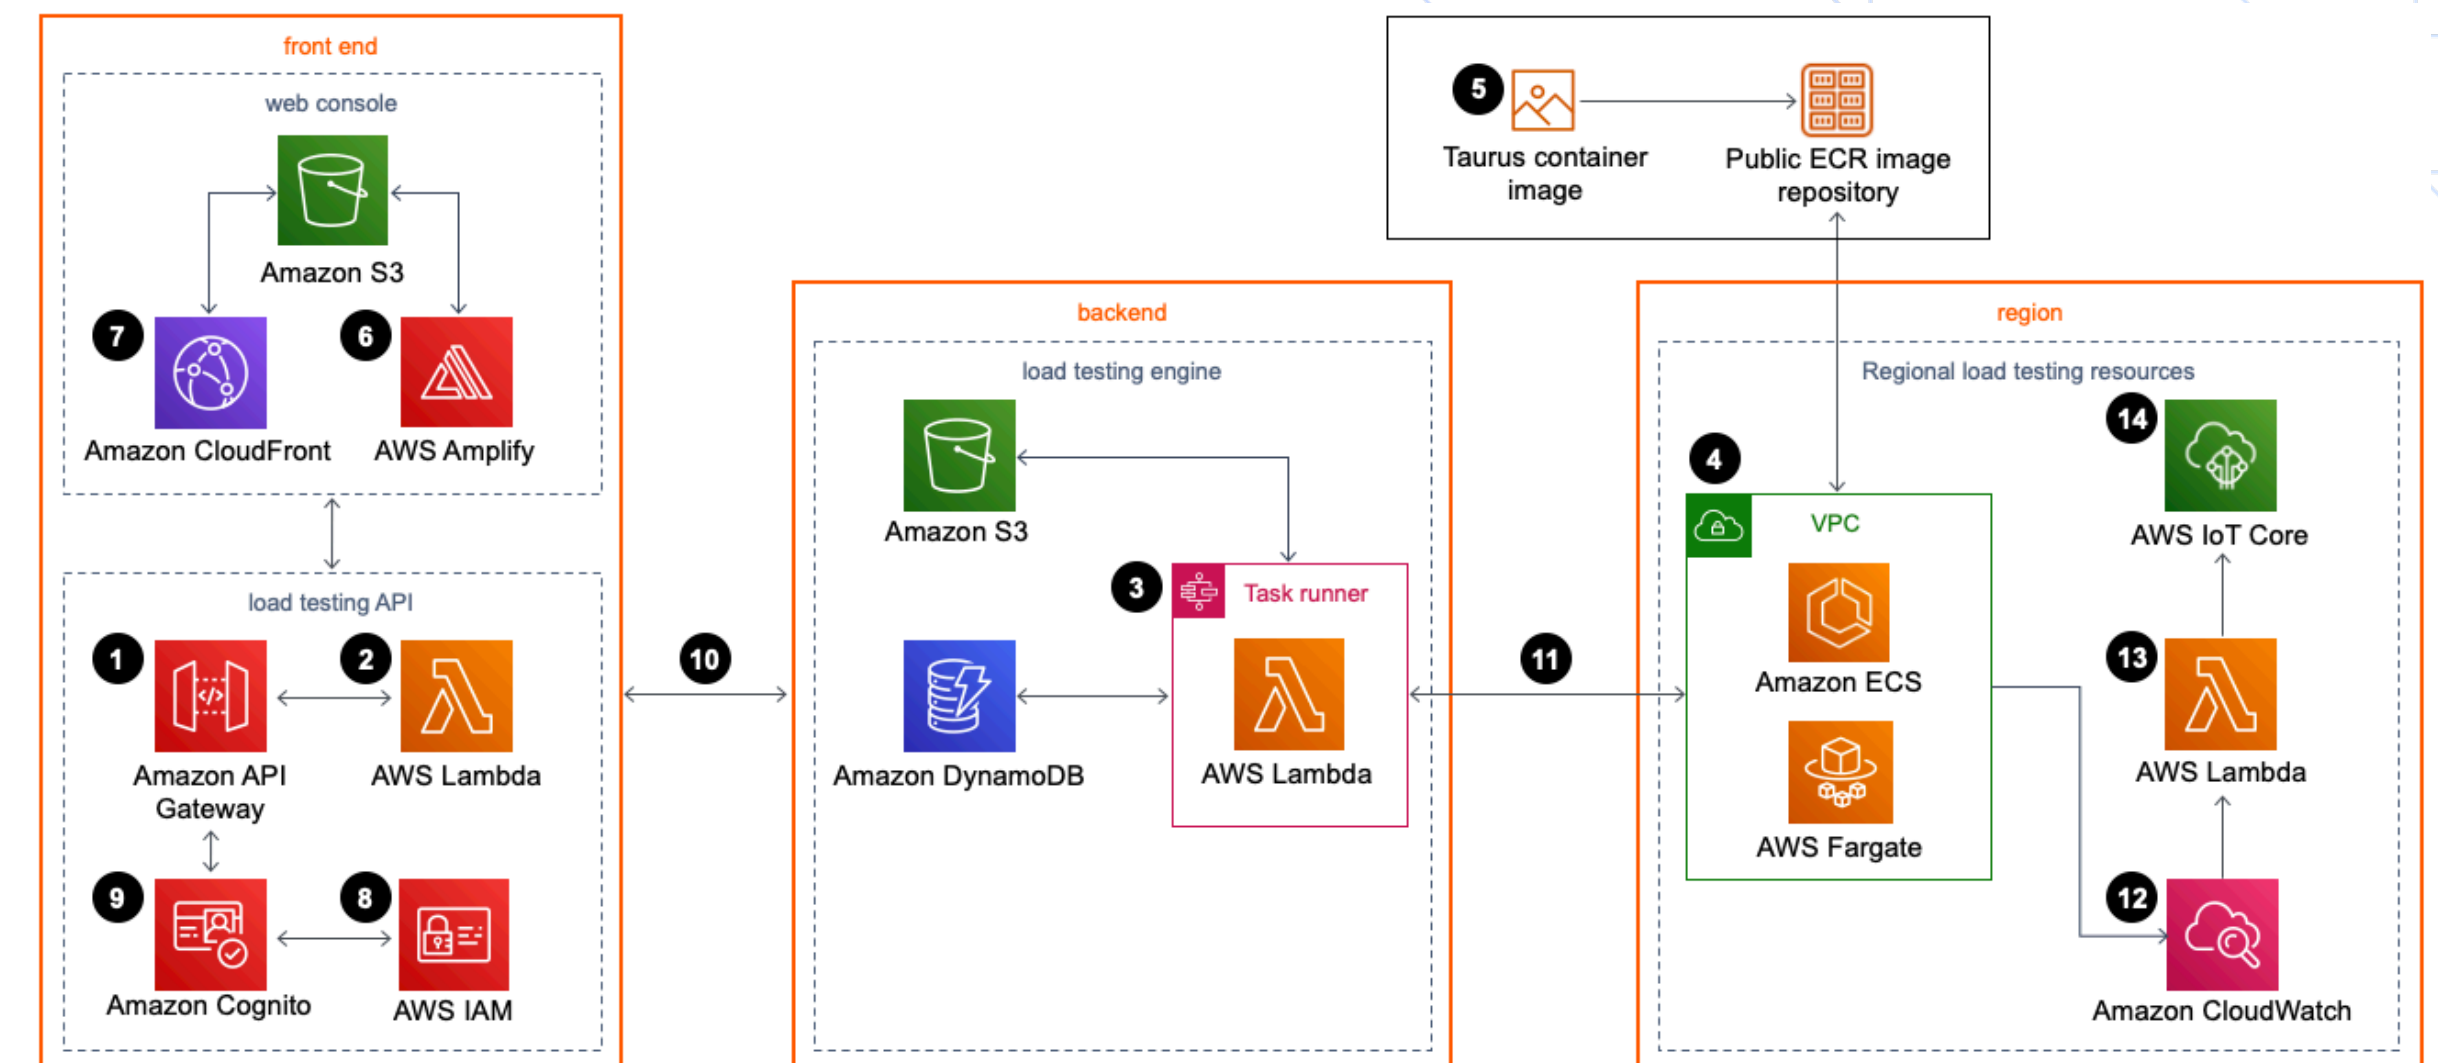 front end
web console
Amazon S3
7
6
Amazon CloudFront
AWS Amplify
load testing API
1
2
Amazon API
Gateway
AWS Lambda
9
8
Amazon Cognito
AWS IAM
10
backend
load testing engine
Amazon S3
3
Task runner
Amazon DynamoDB
AWS Lambda
11
5
Taurus container
image
Public ECR image
repository
region
Regional load testing resources
4
VPC
Amazon ECS
AWS Fargate
14
AWS IoT Core
13
AWS Lambda
12
Amazon CloudWatch